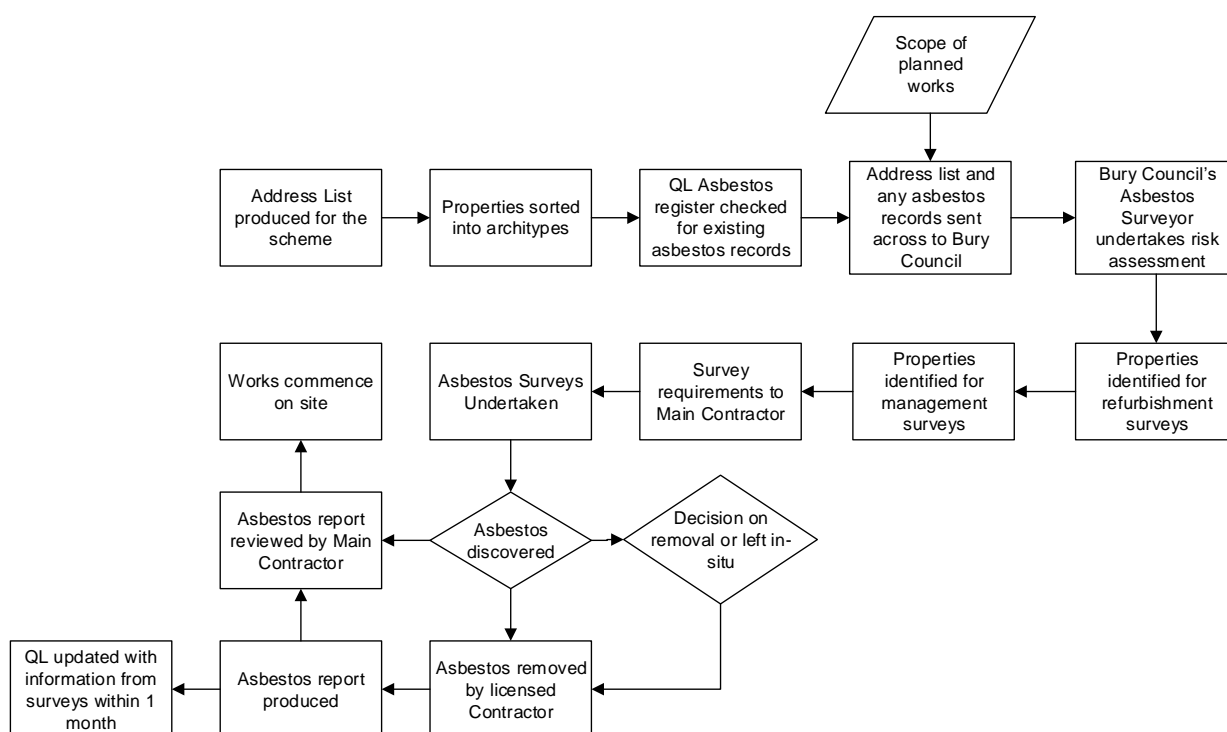 Scope of
planned
works
Address List
produced for the
scheme
Properties sorted
into architypes
QL Asbestos
register checked
for existing
asbestos records
Address list and
any asbestos
records sent
across to Bury
Council
Bury Council’s
Asbestos
Surveyor
undertakes risk
assessment
Works commence
on site
Asbestos Surveys
Undertaken
Survey
requirements to
Main Contractor
Properties
identified for
management
surveys
Properties
identified for
refurbishment
surveys
Asbestos report
reviewed by Main
Contractor
Asbestos
discovered
Decision on
removal or left in-
situ
QL updated with
information from
surveys within 1
month
Asbestos report
produced
Asbestos removed
by licensed
Contractor